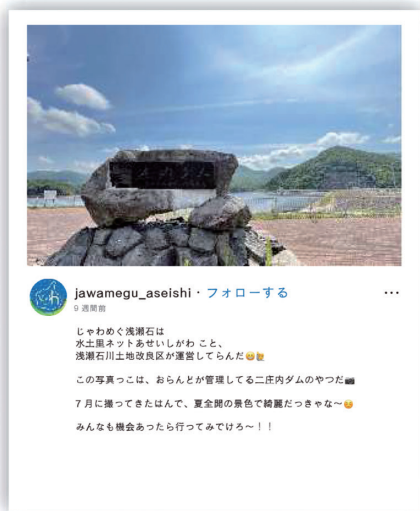 jawamegu_aseishi・フォローする
9 週間前
じゃわめぐ浅瀬石は
水土里ネットあせいしがわ こと、
浅瀬石川土地改良区が運営してらんだ😄🙋
この写真っこは、おらんとが管理してる二庄内ダムのやつだ📷
7 月に撮ってきたはんで、夏全開の景色で綺麗だっきゃな〜☺️
みんなも機会あったら行ってみでけろ〜！！